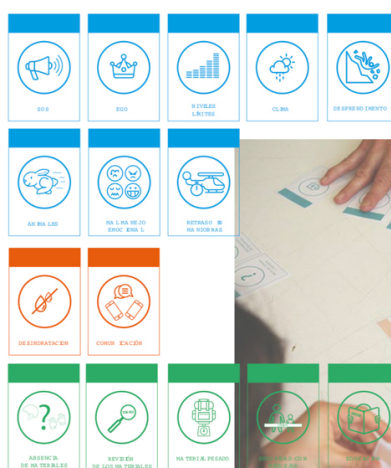 SOS
EGO
NIVELES
LÍMITES
CLIMA
DESPRENDIMIENTO
ANIMALES
MAL MANEJO
EMOCIONAL
RETRASO EN
MANIOBRAS
DESHIDRATACIÓN
COMUNICACIÓN
AUSENCIA
DE MATERIALES
REVISIÓN
DE LOS MATERIALES
MATERIAL PESADO